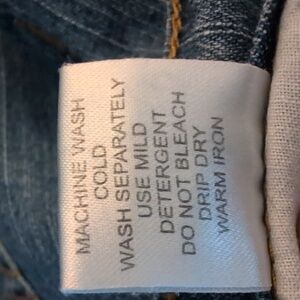 MACHINE WASH
COLD
WASH SEPARATELY
USE MILD
DETERGENT
DO NOT BLEACH
DRIP DRY
WARM IRON